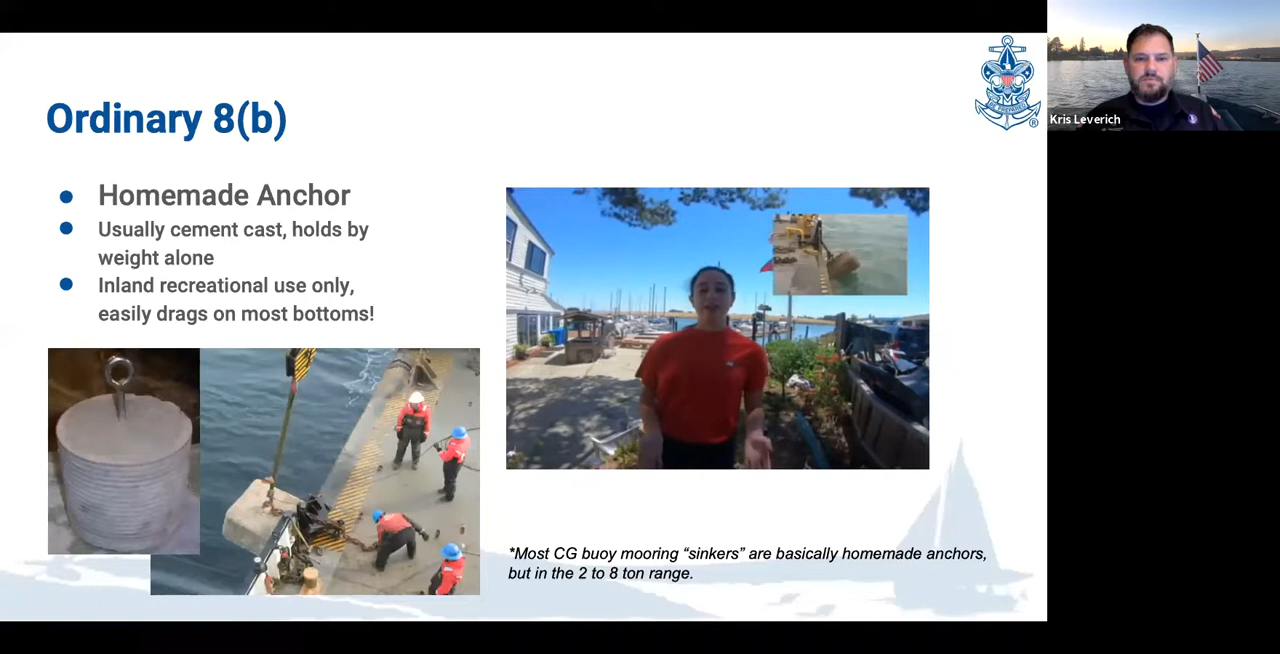 Ordinary 8(b)
Homemade Anchor
Usually cement cast, holds by
weight alone
Inland recreational use only,
easily drags on most bottoms!
*Most CG buoy mooring “sinkers” are basically homemade anchors,
but in the 2 to 8 ton range.
BE PREPARED
®
Kris Leverich